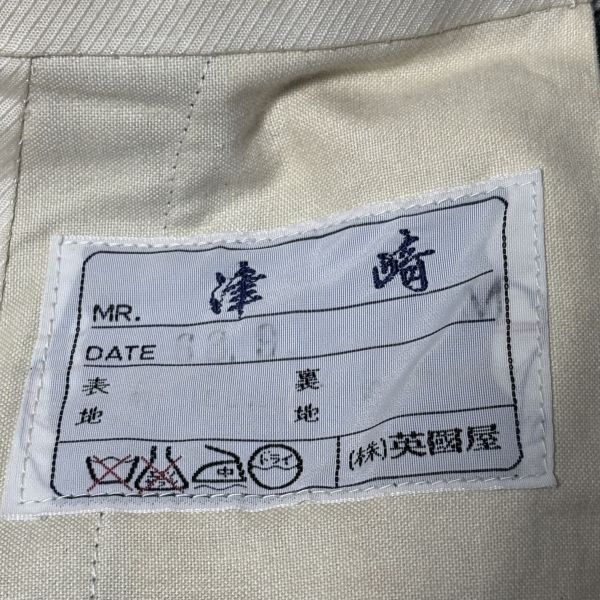 MR. 津崎
DATE
表地 裏地
中 ドライ (株)英國屋